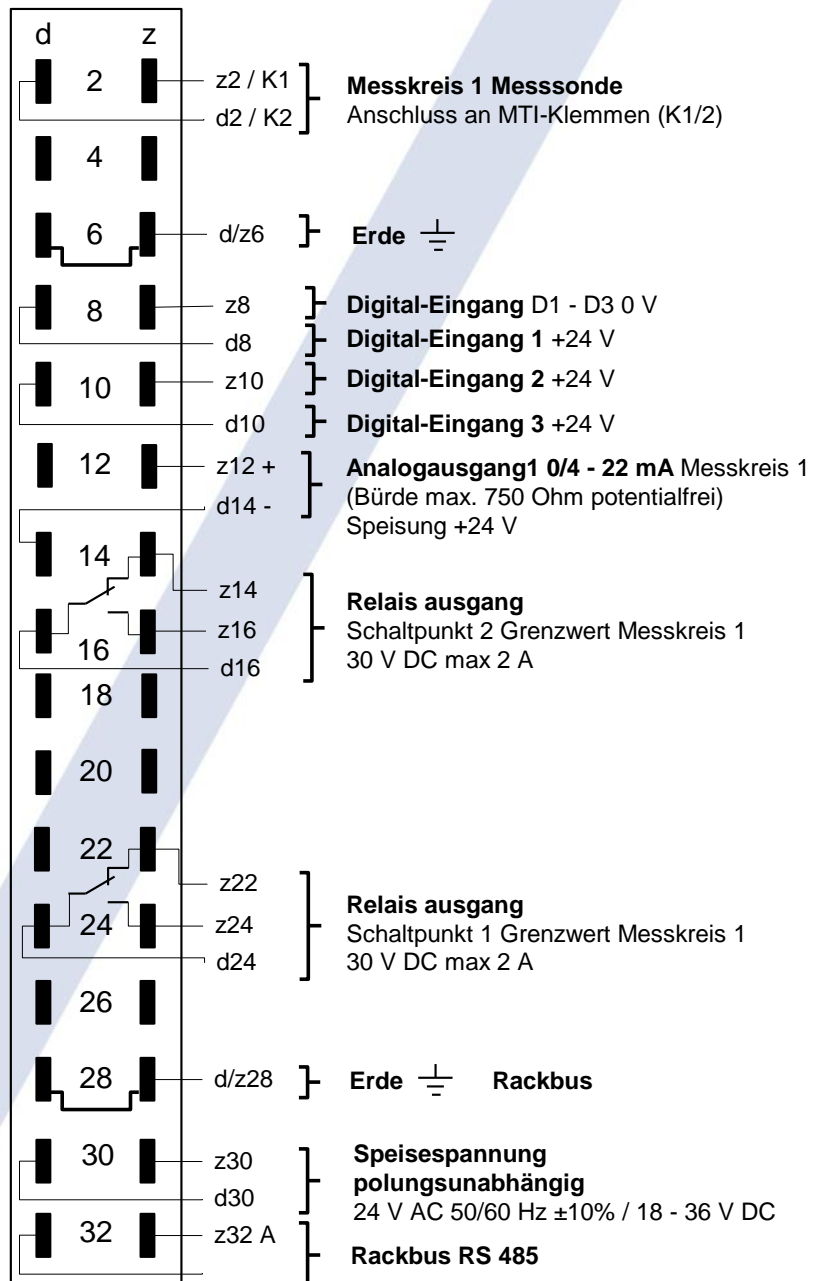 d z
2 z2 / K1 Messkreis 1 Messsonde
d2 / K2 Anschluss an MTI-Klemmen (K1/2)
4
6 d/z6 Erde
8 z8 Digital-Eingang D1 - D3 0 V
d8 Digital-Eingang 1 +24 V
10 z10 Digital-Eingang 2 +24 V
d10 Digital-Eingang 3 +24 V
12 z12 + Analogausgang1 0/4 - 22 mA Messkreis 1
(Bürde max. 750 Ohm potentialfrei)
d14 - Speisung +24 V
14 z14
Relais ausgang
z16 Schaltpunkt 2 Grenzwert Messkreis 1
16 d16 30 V DC max 2 A
18
20
22 z22
Relais ausgang
24 z24 Schaltpunkt 1 Grenzwert Messkreis 1
d24 30 V DC max 2 A
26
28 d/z28 Erde Rackbus
30 z30 Speisespannung
polungsunabhängig
d30 24 V AC 50/60 Hz ±10% / 18 - 36 V DC
32 z32 A
Rackbus RS 485